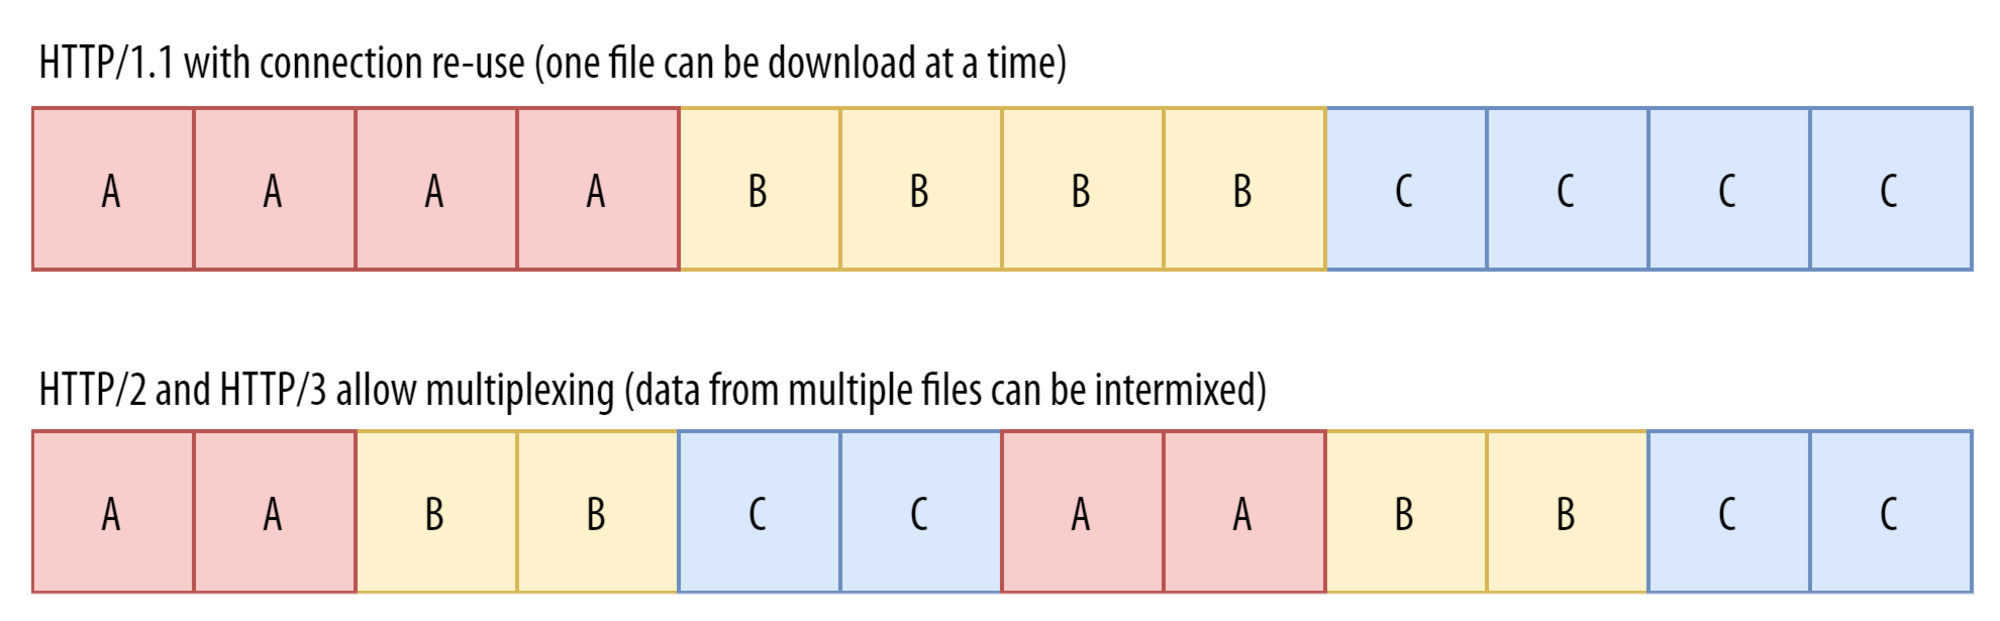 HTTP/1.1 with connection re-use (one file can be download at a time)
A A A A B B B B C C C C
HTTP/2 and HTTP/3 allow multiplexing (data from multiple files can be intermixed)
A A B B C C A A B B C C